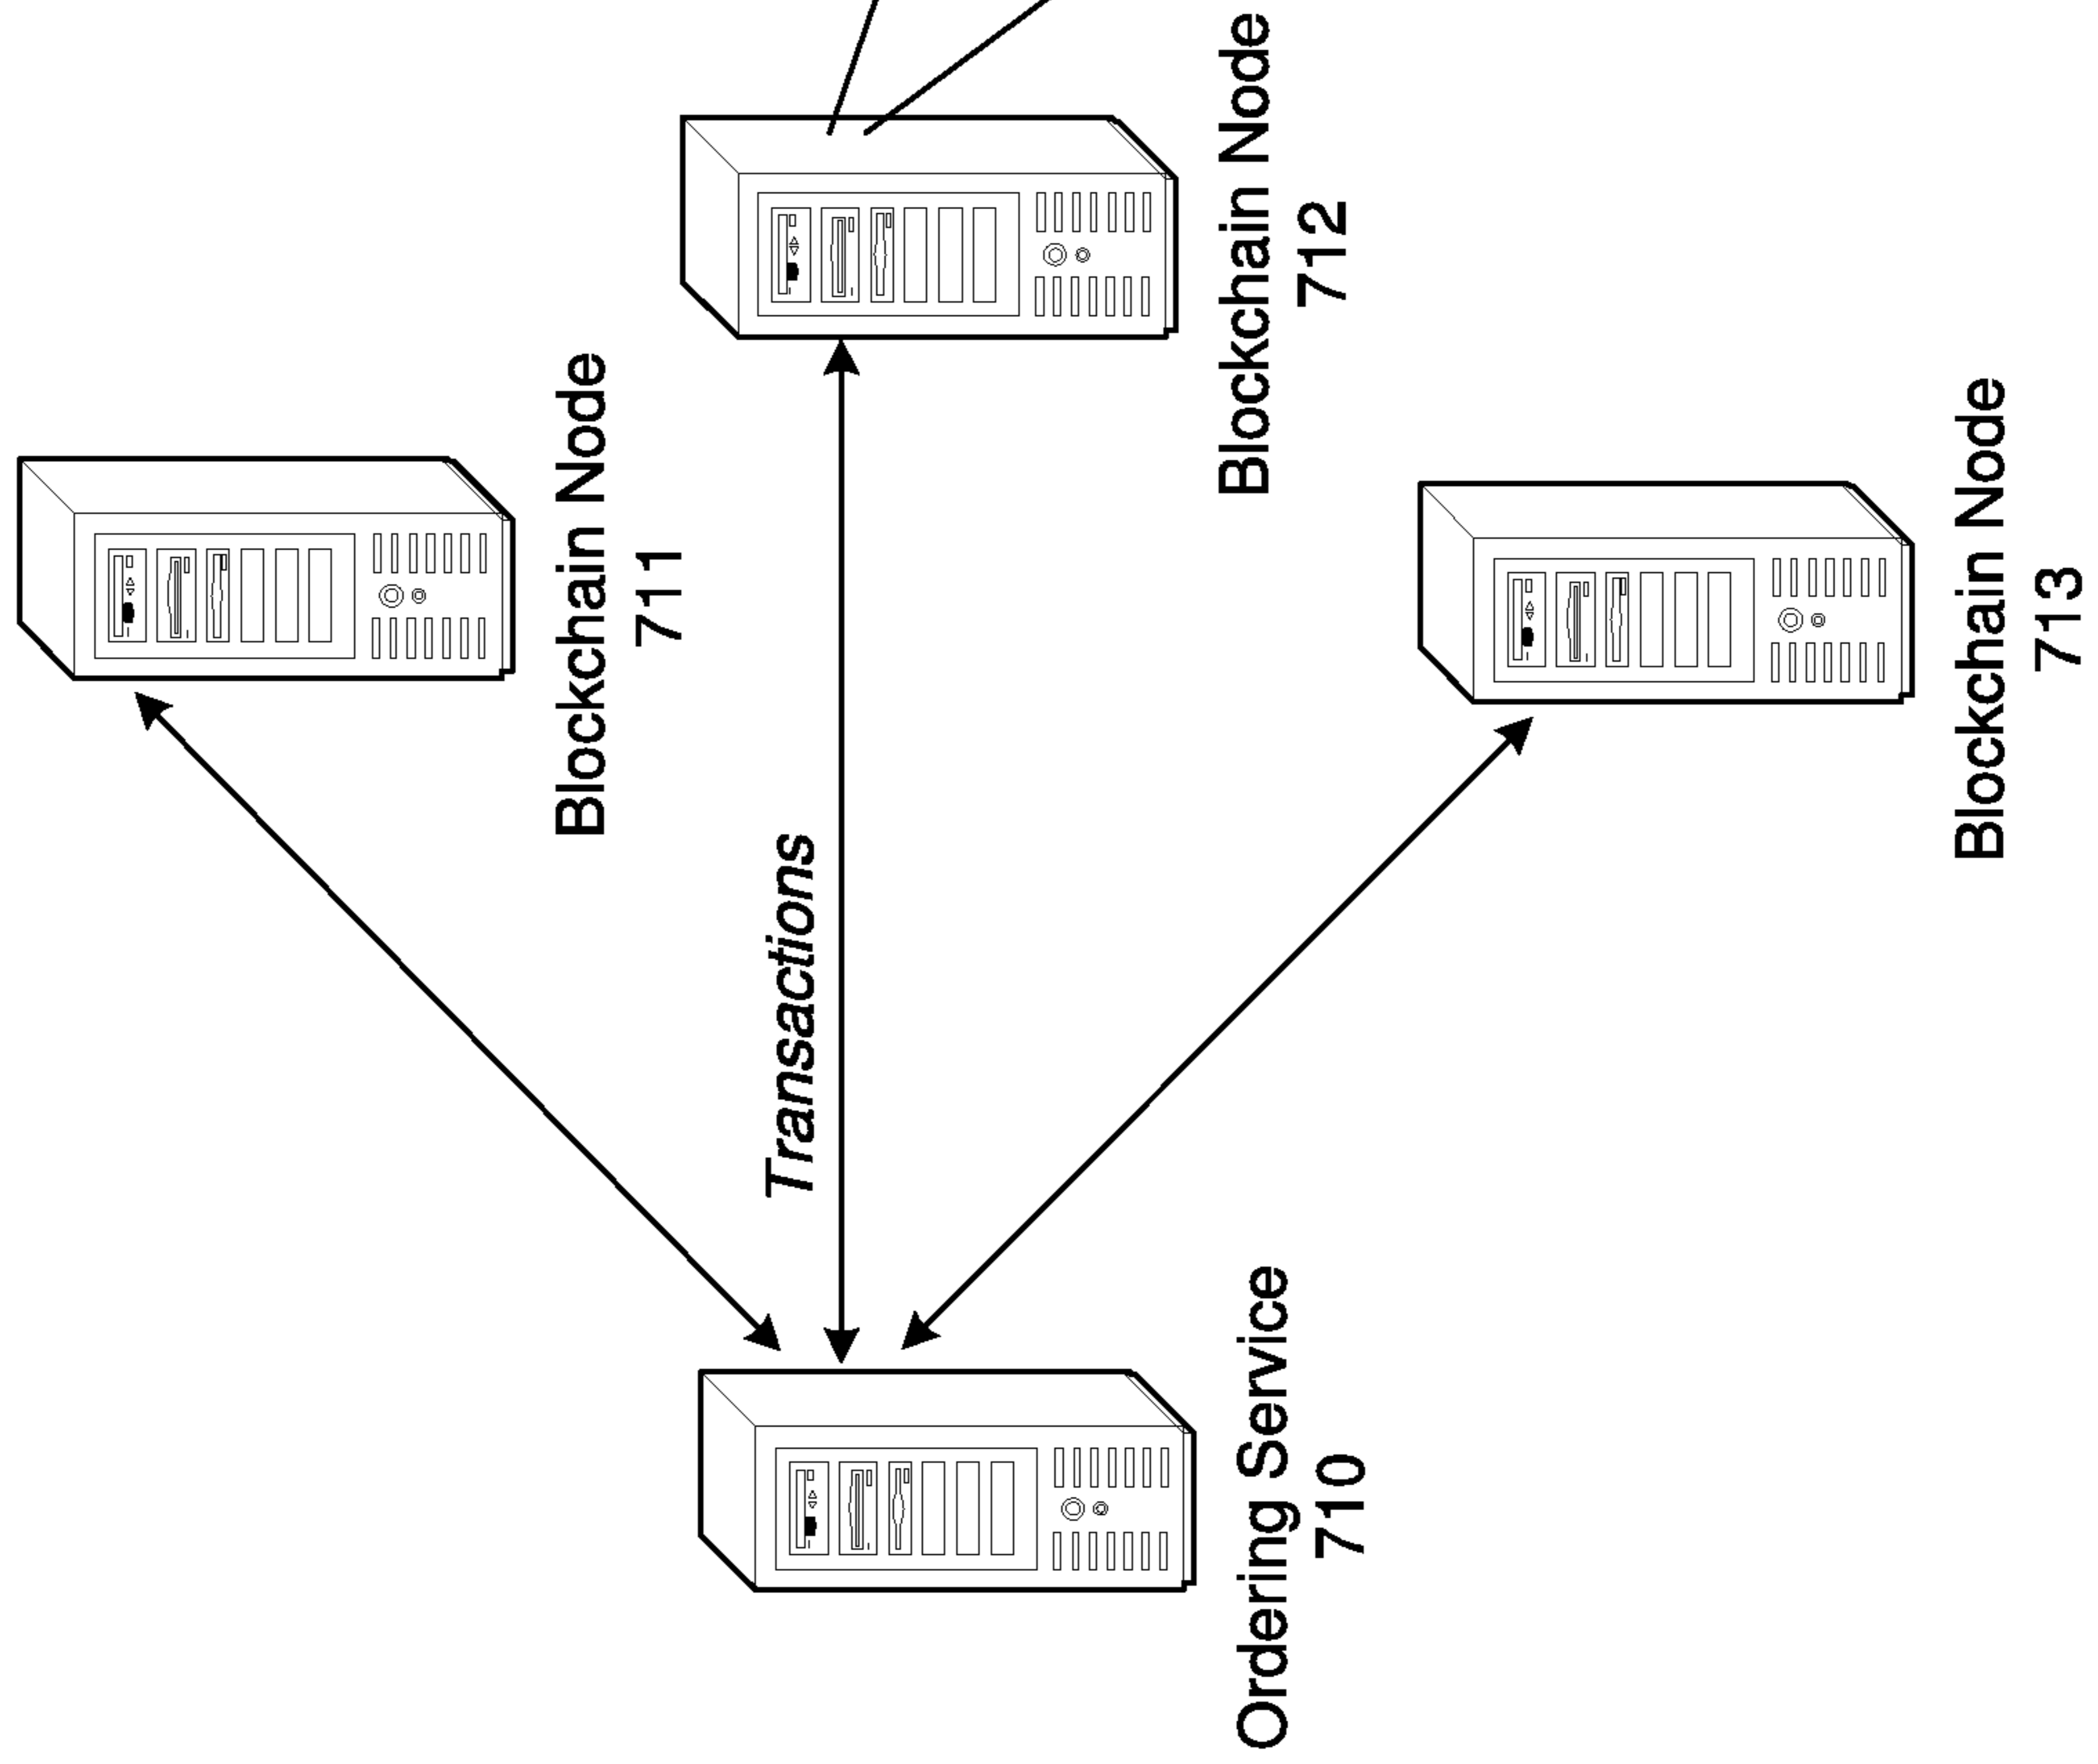 Blockchain Node
711
Transactions
Ordering Service
710
Blockchain Node
712
Blockchain Node
713